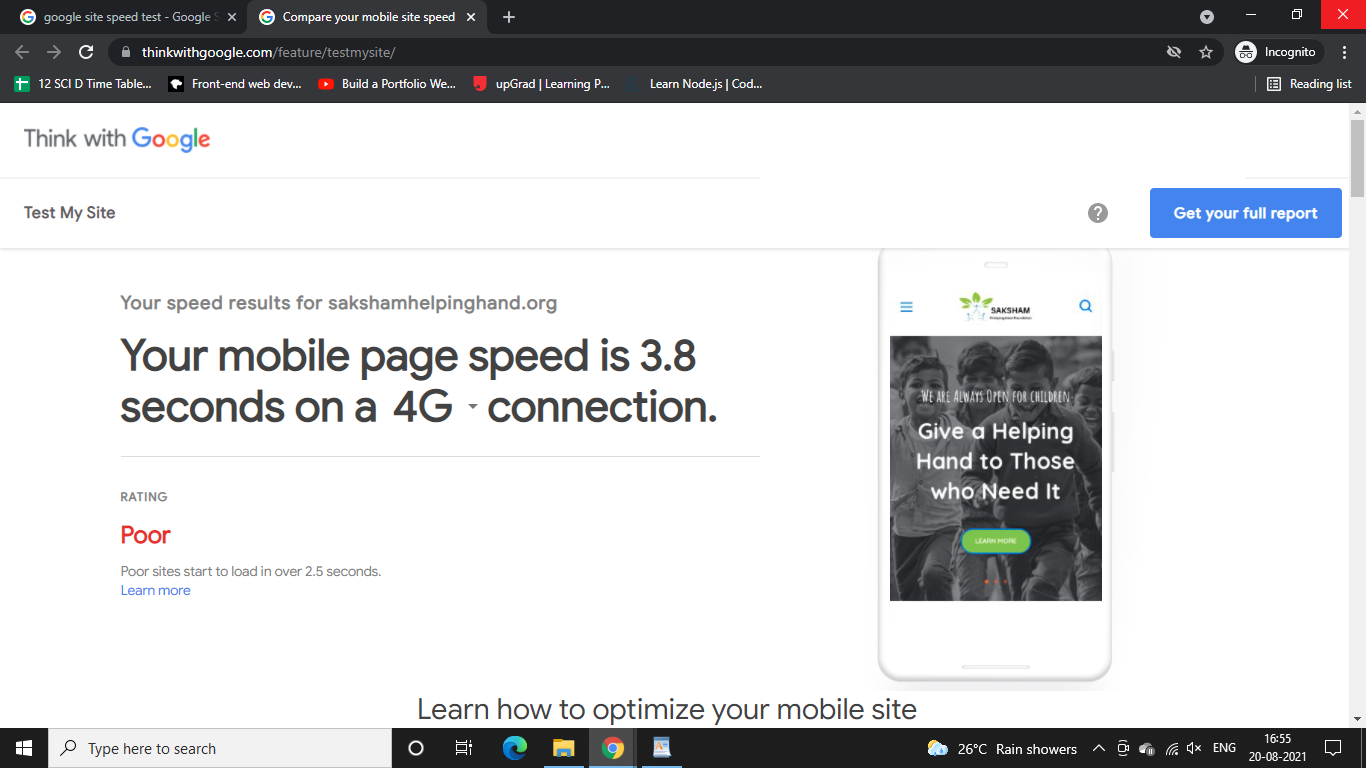 google site speed test - Google S
Compare your mobile site speed
thinkwithgoogle.com/feature/testmysite/
Incognito
12 SCI D Time Table...
Front-end web dev...
Build a Portfolio We...
upGrad | Learning P...
Learn Node.js | Cod...
Reading list
Think with Google
Test My Site
?
Get your full report
Your speed results for sakshamhelpinghand.org
Your mobile page speed is 3.8
seconds on a 4G connection.
RATING
Poor
Poor sites start to load in over 2.5 seconds.
Learn more
SAKSHAM
WE ARE ALWAYS OPEN FOR CHILDREN
Give a Helping
Hand to Those
who Need It
LEARN MORE
Learn how to optimize your mobile site
Type here to search
26°C Rain showers
ENG
16:55
20-08-2021